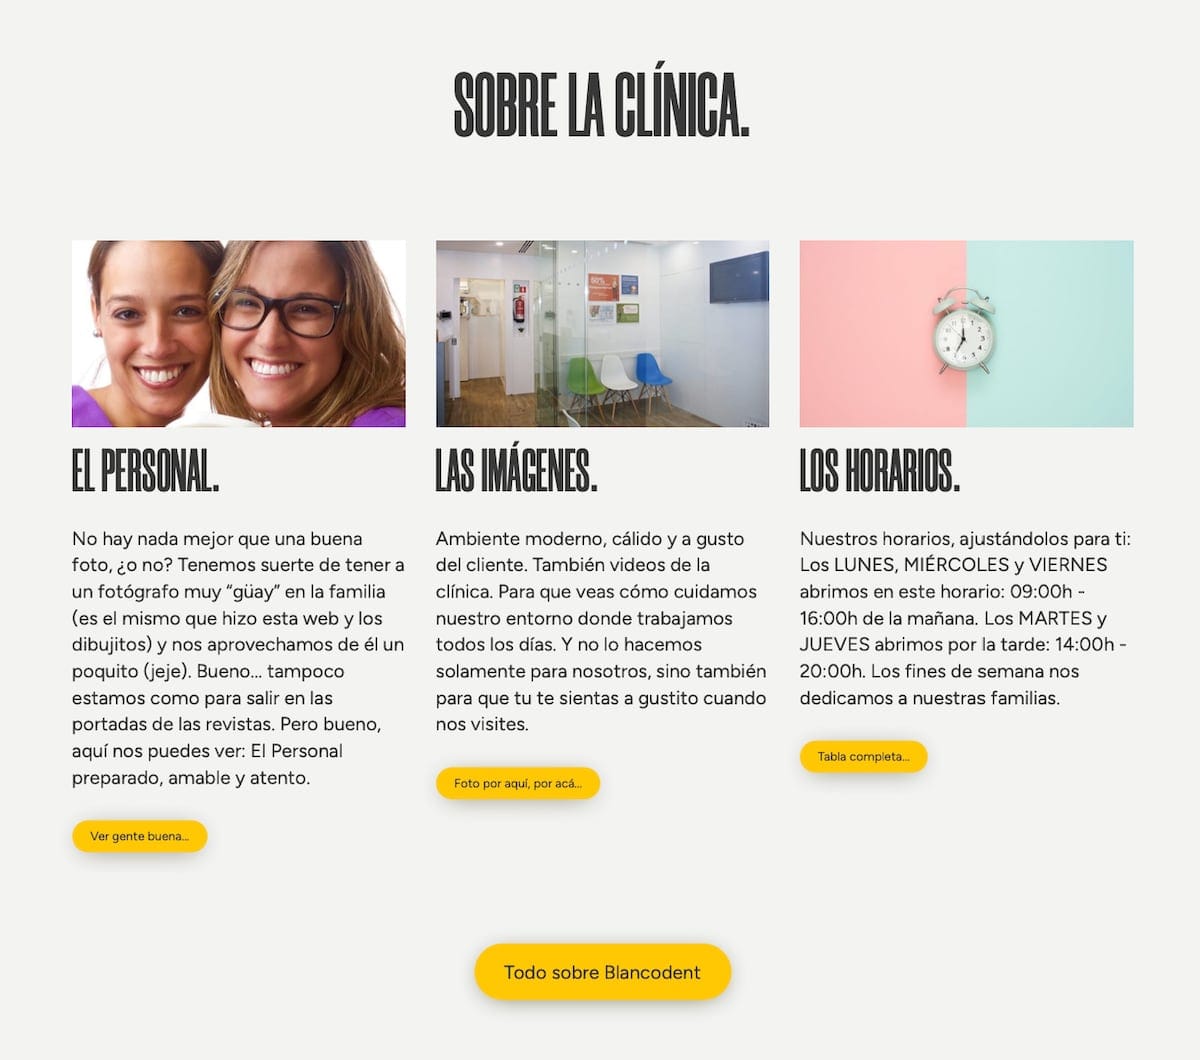 SOBRE LA CLÍNICA.
EL PERSONAL.
No hay nada mejor que una buena
foto, ¿o no? Tenemos suerte de tener a
un fotógrafo muy “güay” en la familia
(es el mismo que hizo esta web y los
dibujitos) y nos aprovechamos de él un
poquito (jeje). Bueno... tampoco
estamos como para salir en las
portadas de las revistas. Pero bueno,
aquí nos puedes ver: El Personal
preparado, amable y atento.
Ver gente buena...
LAS IMÁGENES.
Ambiente moderno, cálido y a gusto
del cliente. También videos de la
clínica. Para que veas cómo cuidamos
nuestro entorno donde trabajamos
todos los días. Y no lo hacemos
solamente para nosotros, sino también
para que tu te sientas a gustito cuando
nos visites.
Foto por aquí, por acá...
LOS HORARIOS.
Nuestros horarios, ajustándolos para ti:
Los LUNES, MIÉRCOLES y VIERNES
abrimos en este horario: 09:00h -
16:00h de la mañana. Los MARTES y
JUEVES abrimos por la tarde: 14:00h -
20:00h. Los fines de semana nos
dedicamos a nuestras familias.
Tabla completa...
Todo sobre Blancodent